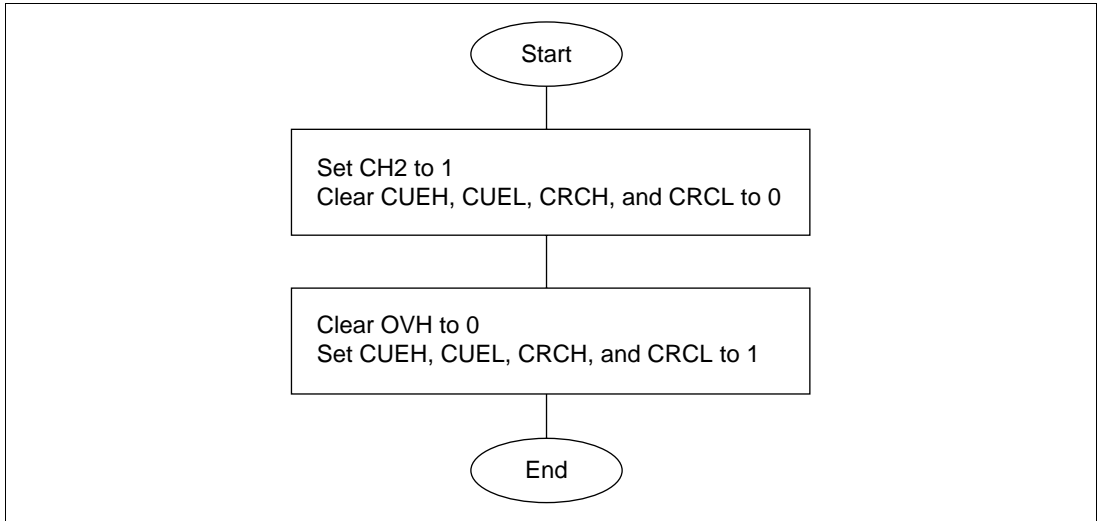 Start
Set CH2 to 1
Clear CUEH, CUEL, CRCH, and CRCL to 0
Clear OVH to 0
Set CUEH, CUEL, CRCH, and CRCL to 1
End